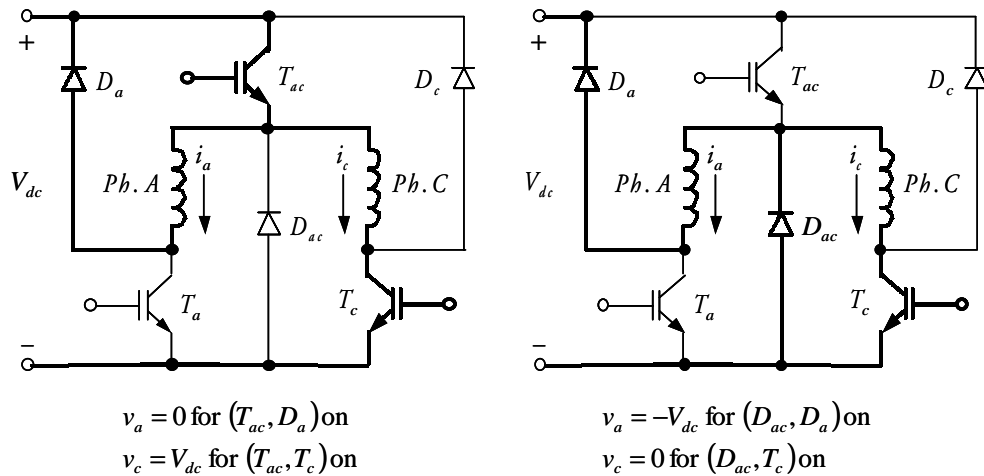 +
D_a
T_ac
D_c
V_dc
Ph. A
i_a
i_c
Ph. C
D_ac
T_a
T_c
−
v_a = 0 for (T_ac, D_a) on
v_c = V_dc for (T_ac, T_c) on
+
D_a
T_ac
D_c
V_dc
Ph. A
i_a
i_c
Ph. C
D_ac
T_a
T_c
−
v_a = −V_dc for (D_ac, D_a) on
v_c = 0 for (D_ac, T_c) on